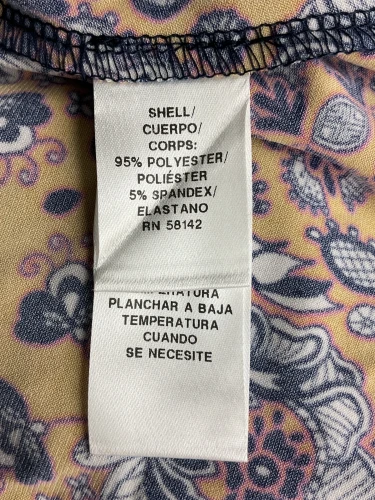 SHELL/
CUERPO/
CORPS:
95% POLYESTER/
POLIÉSTER
5% SPANDEX/
ELASTANO
RN 58142
PLANCHAR A BAJA
TEMPERATURA
CUANDO
SE NECESITE